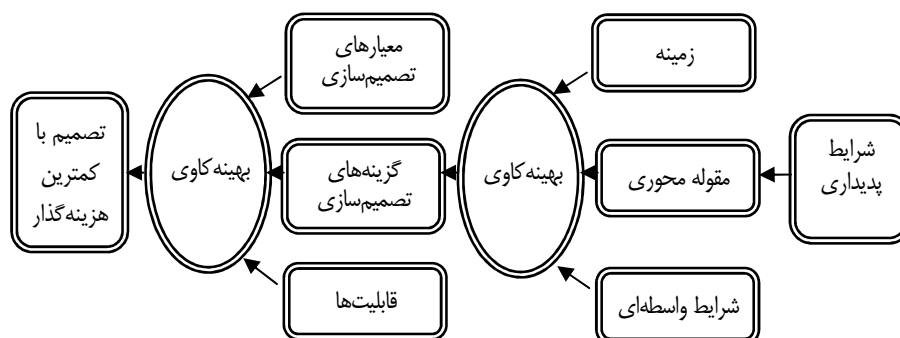 شرایط
پدیداری
زمینه
مقوله محوری
شرایط واسطه‌ای
بهینه‌کاوی
معیارهای
تصمیم‌سازی
گزینه‌های
تصمیم‌سازی
قابلیت‌ها
بهینه‌کاوی
تصمیم با
کمترین
هزینه‌گذار